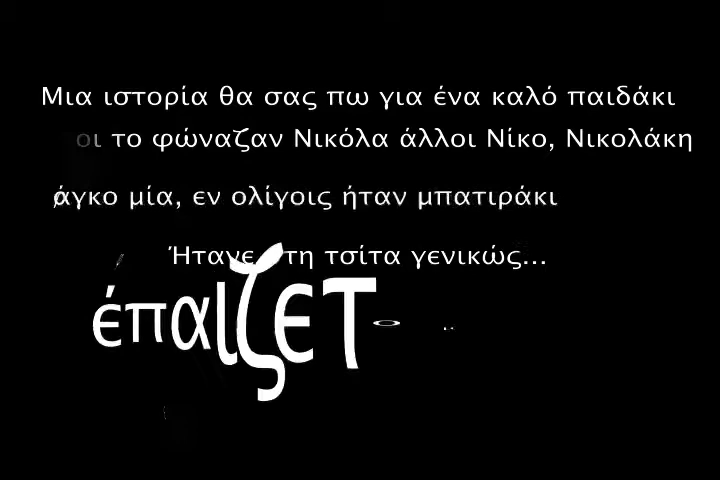 Μια ιστορία θα σας πω για ένα καλό παιδάκι
οι το φώναζαν Νικόλα άλλοι Νίκο, Νικολάκη
άγκο μία, εν ολίγοις ήταν μπατιράκι
Ήτανε τη τσίτα γενικώς...
έπαιζε τ